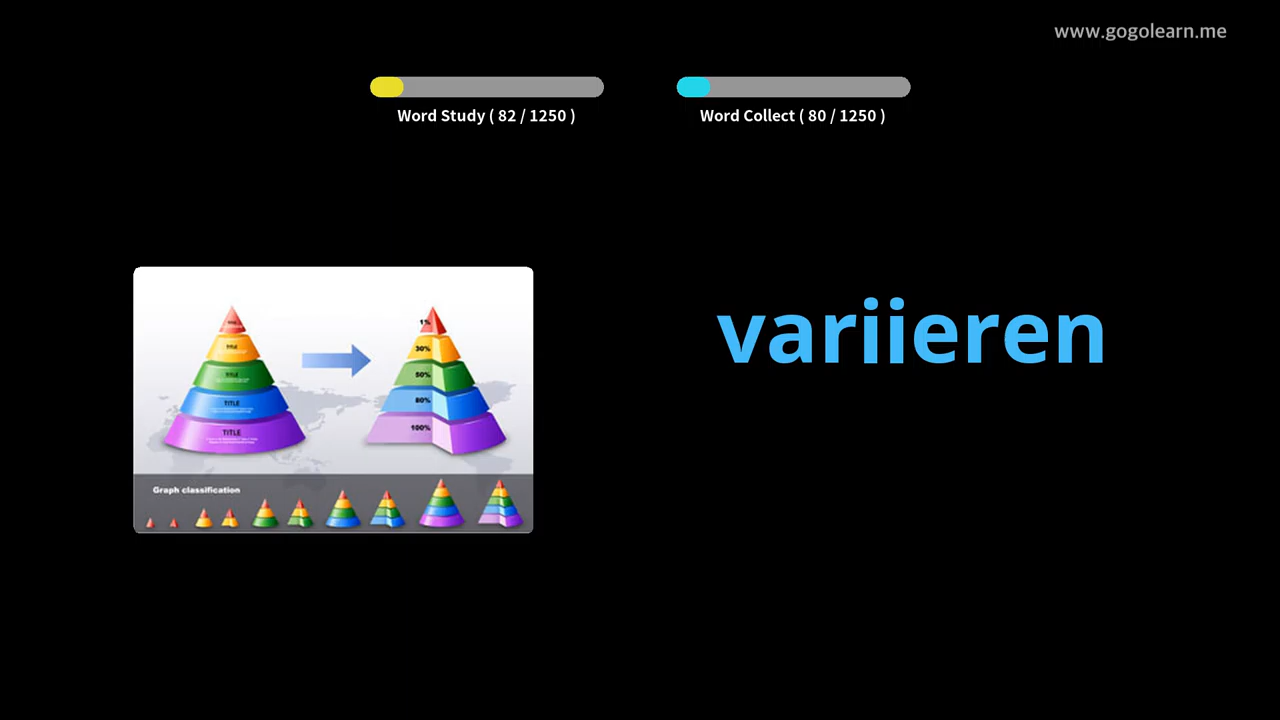 www.gogolearn.me
Word Study ( 82 / 1250 )
Word Collect ( 80 / 1250 )
variieren
1%
TITLE
30%
TITLE
50%
TITLE
80%
TITLE
100%
Graph classification